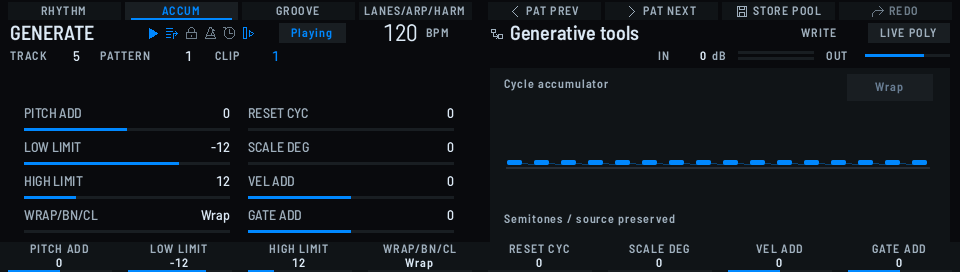 RHYTHM ACCUM GROOVE LANES/ARP/HARM PAT PREV PAT NEXT STORE POOL REDO
GENERATE Playing 120 BPM Generative tools WRITE LIVE POLY
TRACK 5 PATTERN 1 CLIP 1 IN 0 dB OUT
Cycle accumulator Wrap
PITCH ADD 0 RESET CYC 0
LOW LIMIT -12 SCALE DEG 0
HIGH LIMIT 12 VEL ADD 0
WRAP/BN/CL Wrap GATE ADD 0
Semitones / source preserved
PITCH ADD LOW LIMIT HIGH LIMIT WRAP/BN/CL RESET CYC SCALE DEG VEL ADD GATE ADD
0 -12 12 Wrap 0 0 0 0